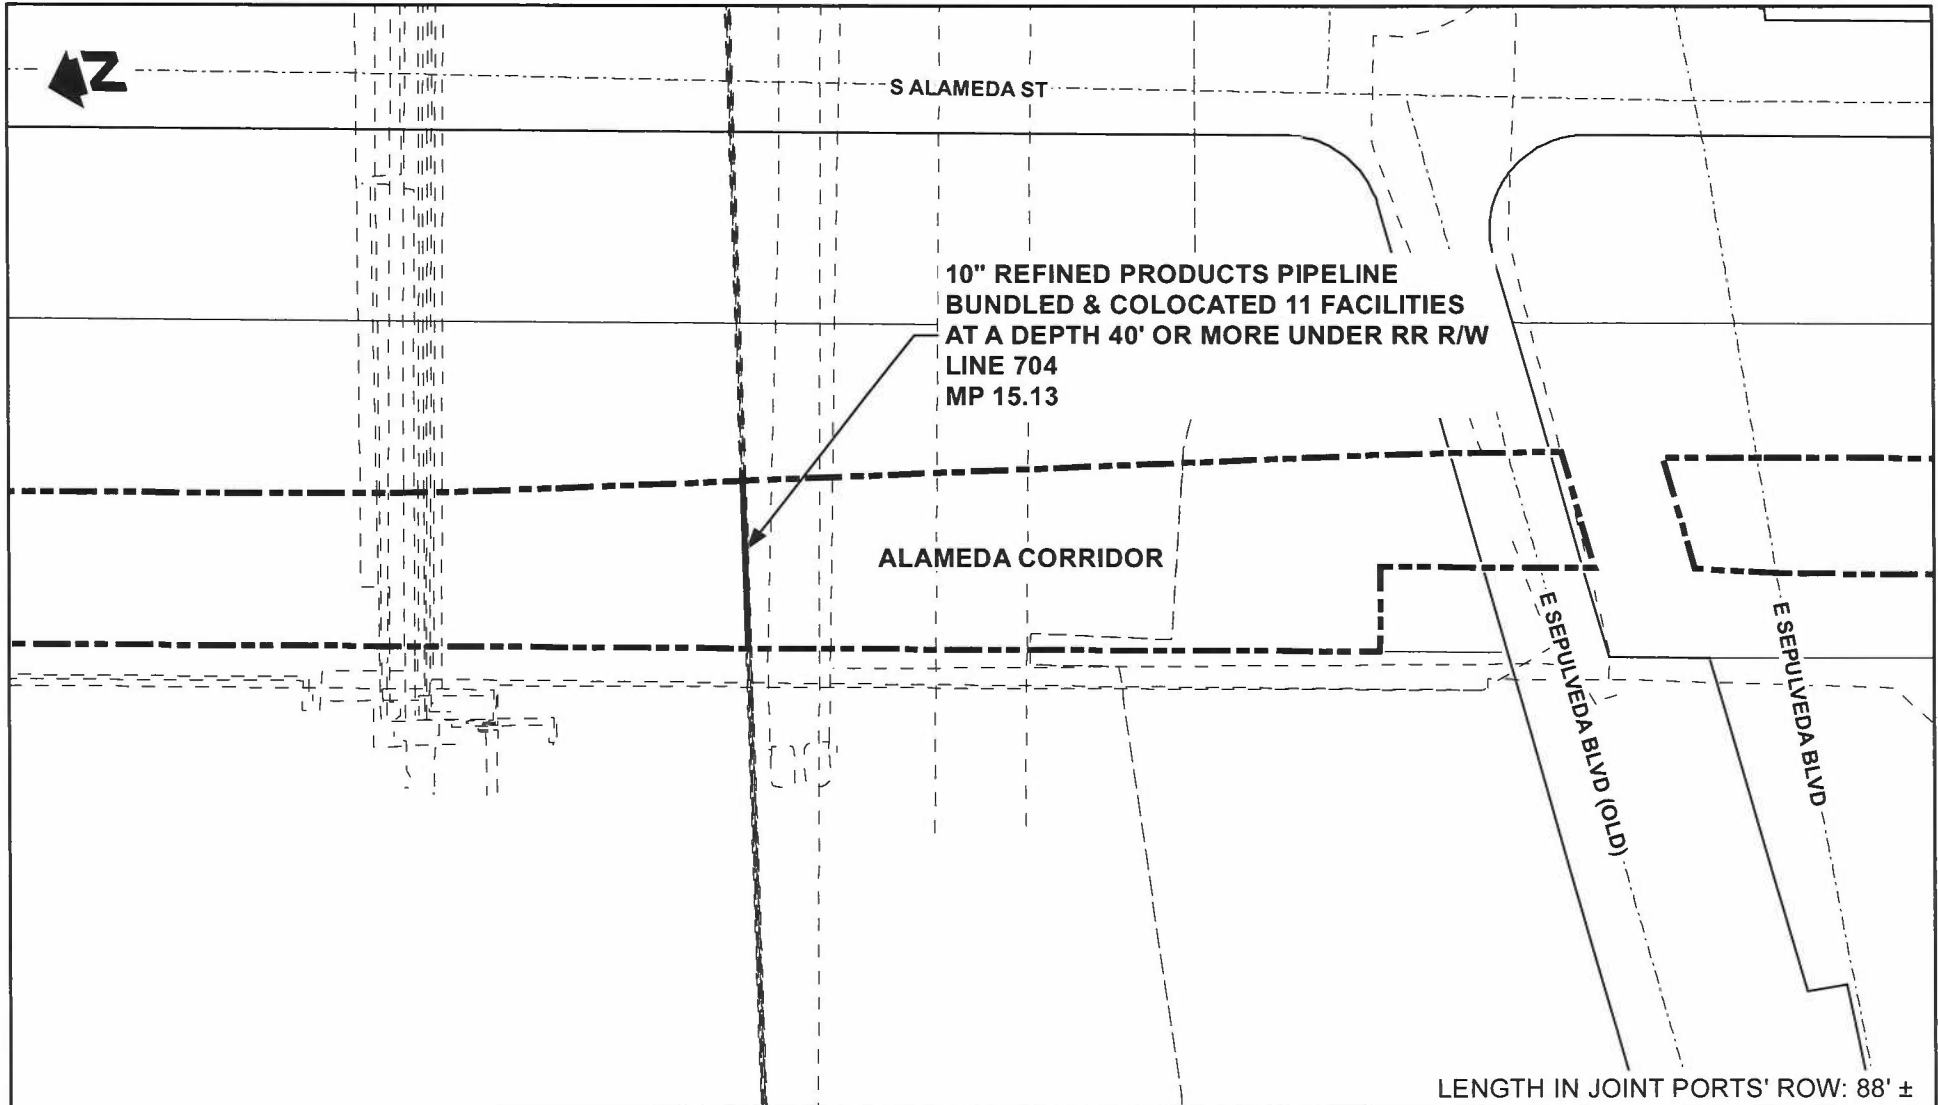 N
S ALAMEDA ST
10" REFINED PRODUCTS PIPELINE
BUNDLED & COLOCATED 11 FACILITIES
AT A DEPTH 40' OR MORE UNDER RR R/W
LINE 704
MP 15.13
ALAMEDA CORRIDOR
E SEPULVEDA BLVD (OLD)
E SEPULVEDA BLVD
LENGTH IN JOINT PORTS' ROW: 88' ±